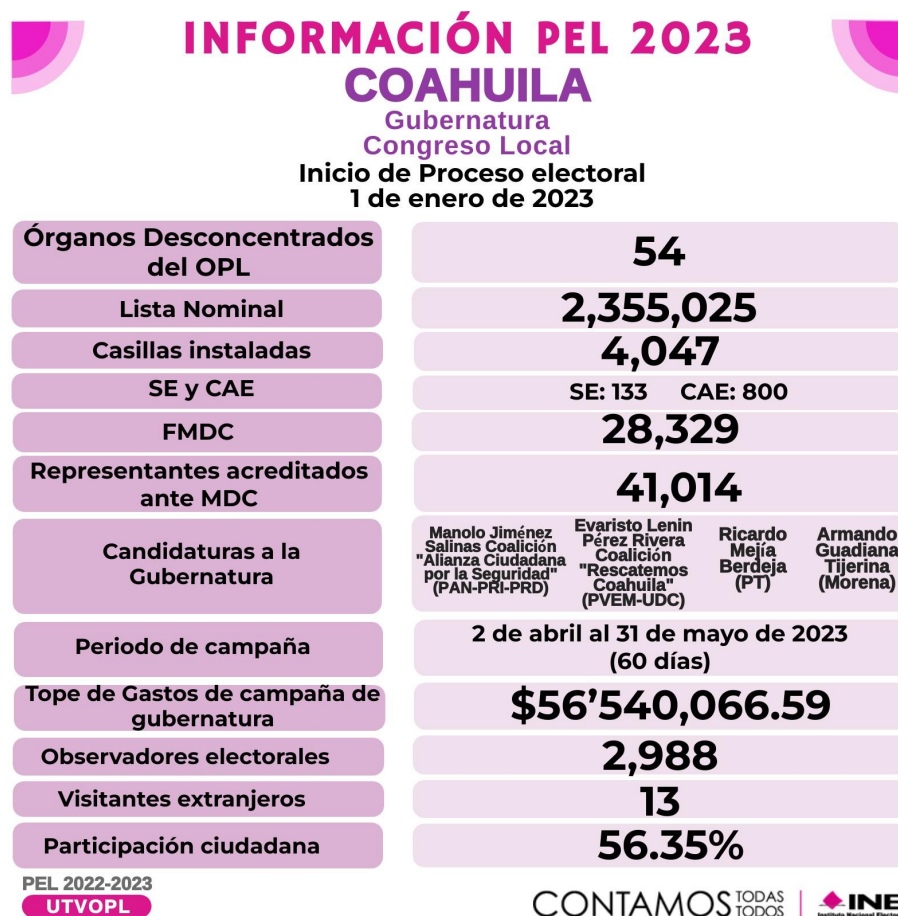 INFORMACIÓN PEL 2023
COAHUILA
Gubernatura
Congreso Local
Inicio de Proceso electoral
1 de enero de 2023
Órganos Desconcentrados
del OPL
54
Lista Nominal
2,355,025
Casillas instaladas
4,047
SE y CAE
SE: 133 CAE: 800
FMDC
28,329
Representantes acreditados
ante MDC
41,014
Candidaturas a la
Gubernatura
Manolo Jiménez
Salinas Coalición
"Alianza Ciudadana
por la Seguridad"
(PAN-PRI-PRD)
Evaristo Lenin
Pérez Rivera
Coalición
"Rescatemos
Coahuila"
(PVEM-UDC)
Ricardo
Mejía
Berdeja
(PT)
Armando
Guadiana
Tijerina
(Morena)
Periodo de campaña
2 de abril al 31 de mayo de 2023
(60 días)
Tope de Gastos de campaña de
gubernatura
$56’540,066.59
Observadores electorales
2,988
Visitantes extranjeros
13
Participación ciudadana
56.35%
PEL 2022-2023
UTVOPL
CONTAMOS TODAS
TODOS
INE
Instituto Nacional